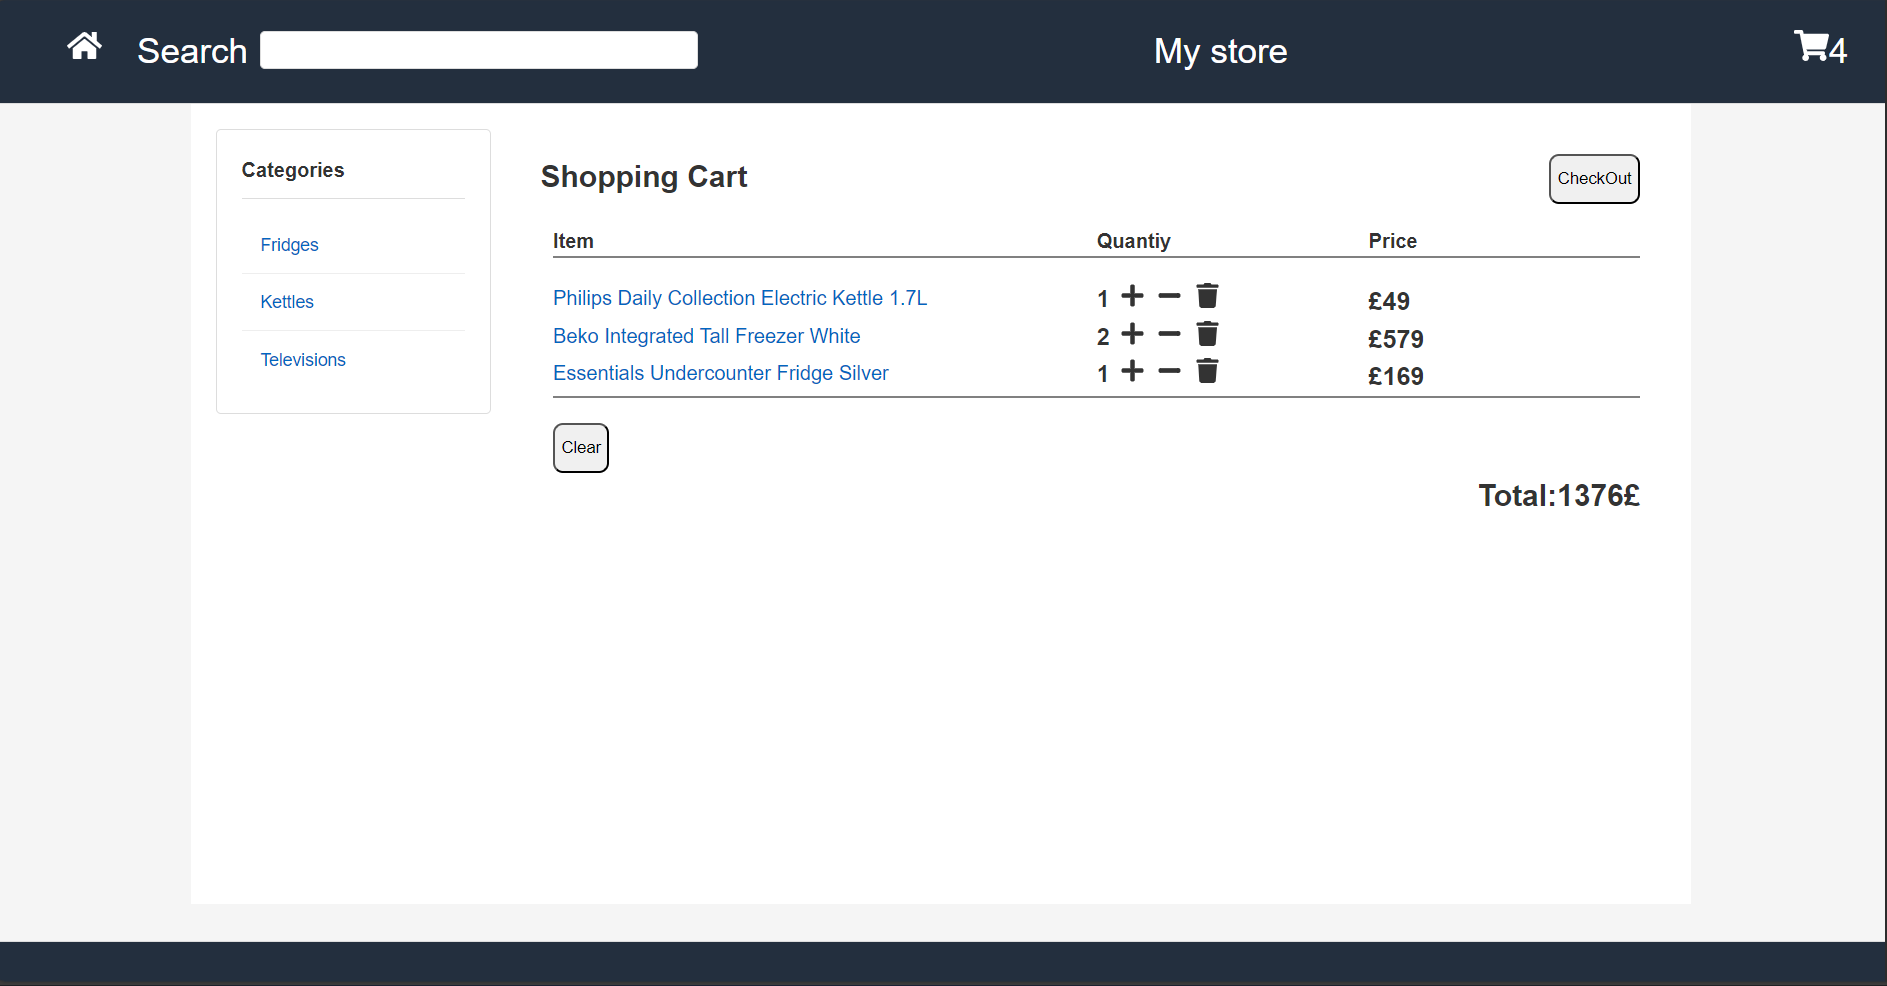 Search
My store
4
Categories
Fridges
Kettles
Televisions
Shopping Cart
CheckOut
Item Quantiy Price
Philips Daily Collection Electric Kettle 1.7L 1 £49
Beko Integrated Tall Freezer White 2 £579
Essentials Undercounter Fridge Silver 1 £169
Clear
Total:1376£